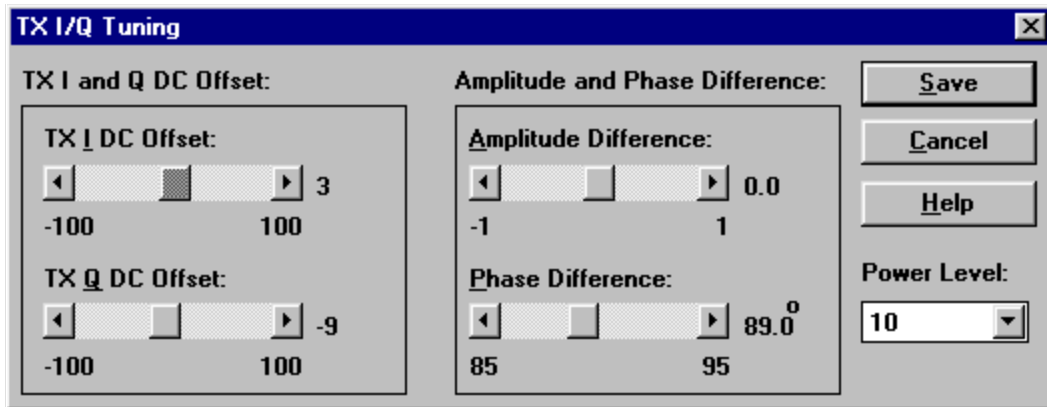 TX I/Q Tuning
TX I and Q DC Offset:
TX I DC Offset:
3
-100 100
TX Q DC Offset:
-9
-100 100
Amplitude and Phase Difference:
Amplitude Difference:
0.0
-1 1
Phase Difference:
89.0°
85 95
Save
Cancel
Help
Power Level:
10